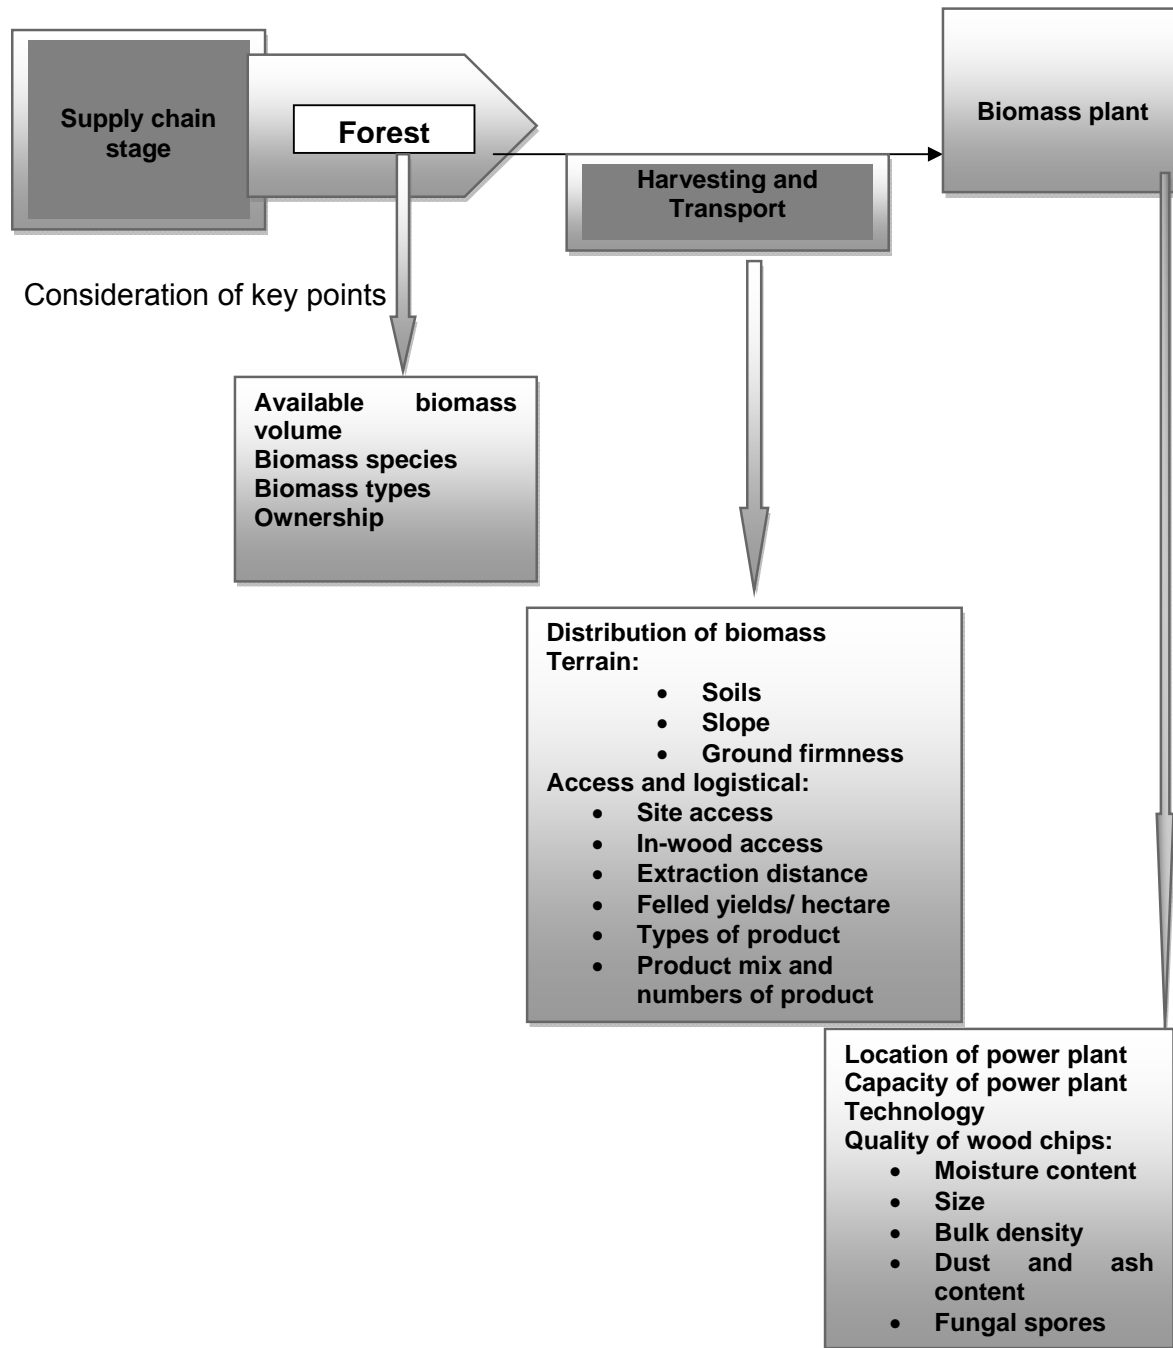 Supply chain
stage
Forest
Harvesting and
Transport
Biomass plant
Consideration of key points
Available biomass
volume
Biomass species
Biomass types
Ownership
Distribution of biomass
Terrain:
• Soils
• Slope
• Ground firmness
Access and logistical:
• Site access
• In-wood access
• Extraction distance
• Felled yields/ hectare
• Types of product
• Product mix and
numbers of product
Location of power plant
Capacity of power plant
Technology
Quality of wood chips:
• Moisture content
• Size
• Bulk density
• Dust and ash
content
• Fungal spores